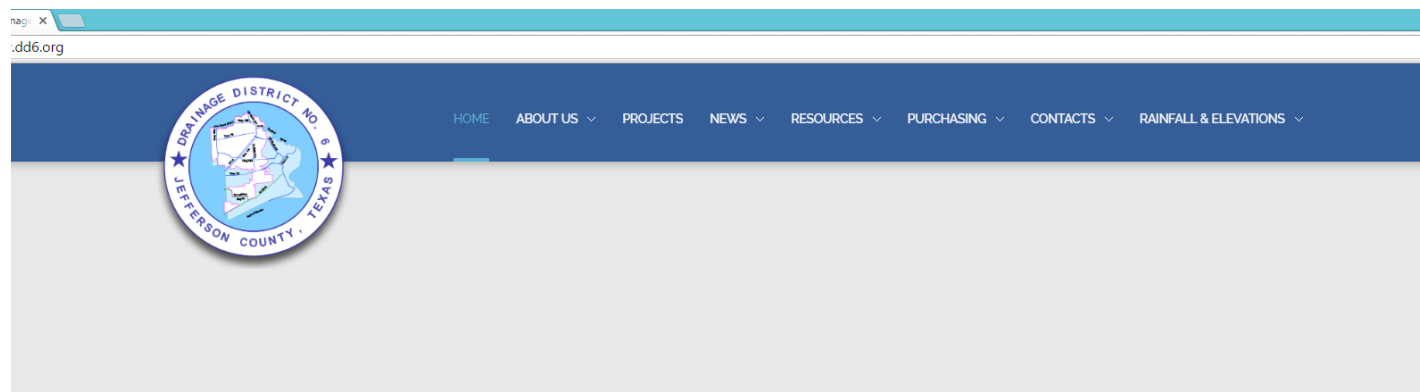 nage
.dd6.org
DRAINAGE DISTRICT NO. 6
JEFFERSON COUNTY, TEXAS
HOME ABOUT US PROJECTS NEWS RESOURCES PURCHASING CONTACTS RAINFALL & ELEVATIONS